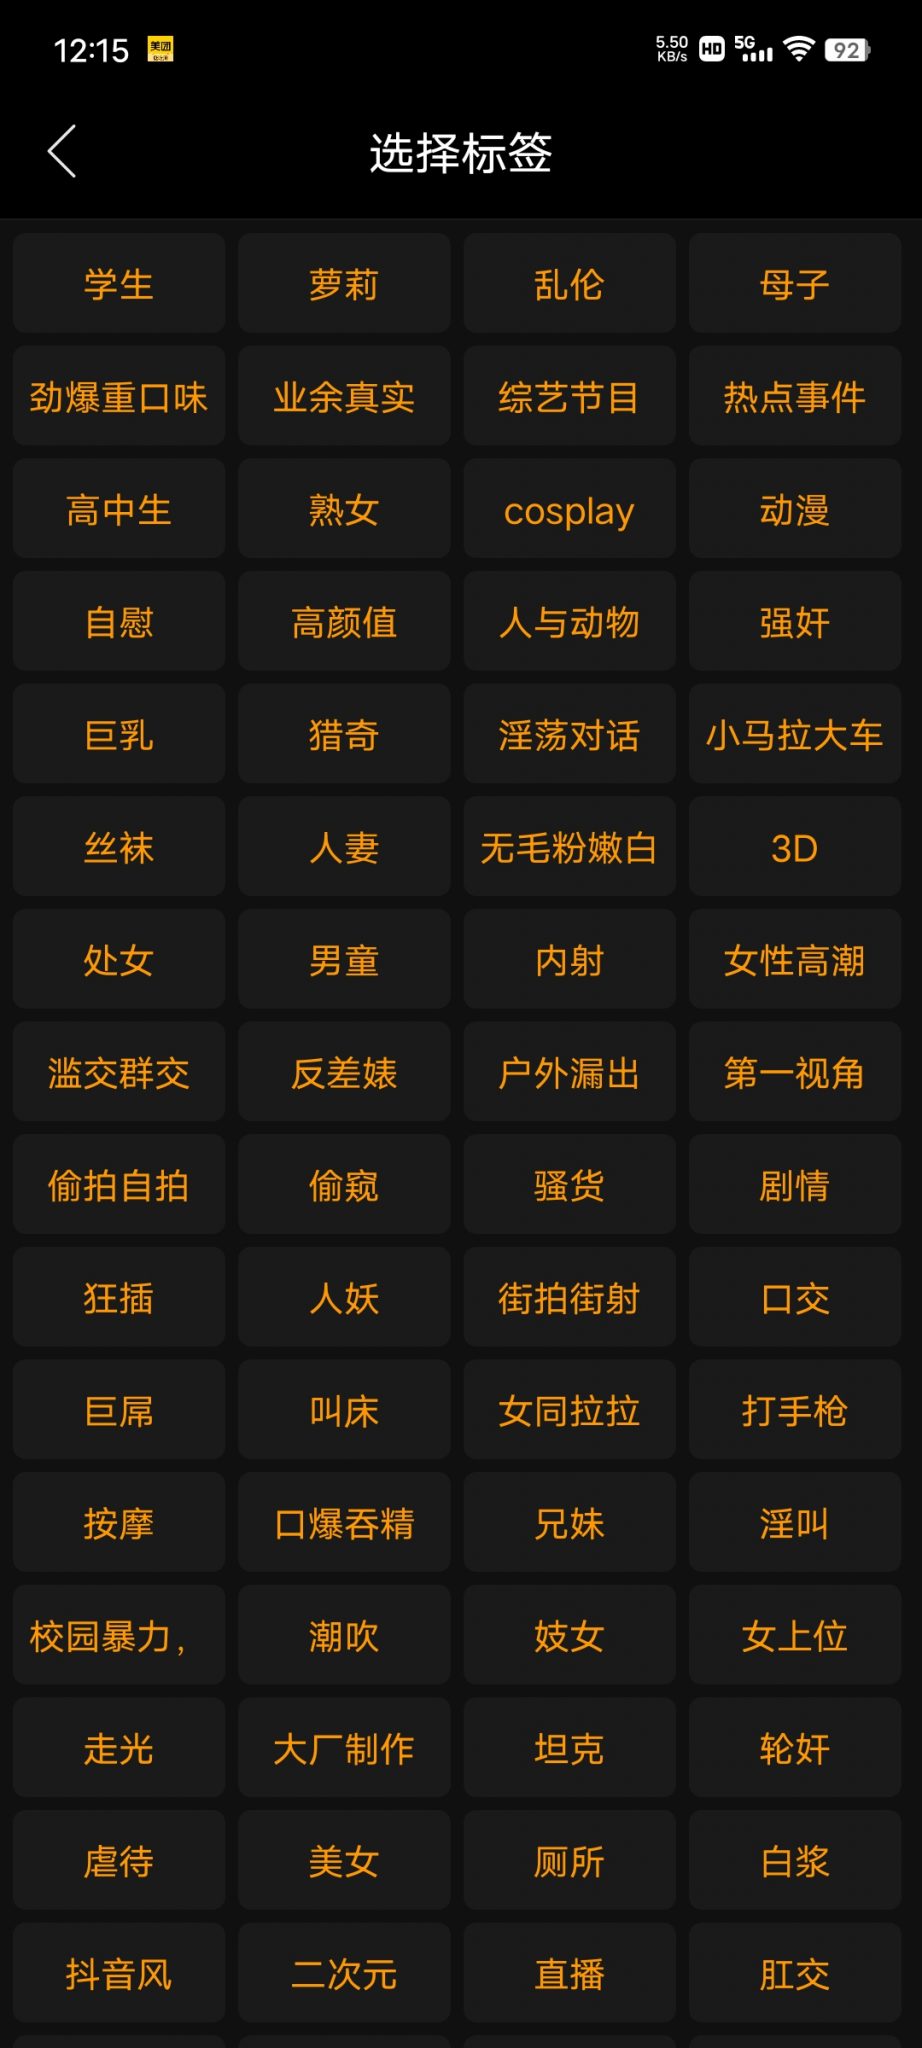 12:15 美团 5.50 KB/s HD 5G 92
选择标签
学生 萝莉 乱伦 母子
劲爆重口味 业余真实 综艺节目 热点事件
高中生 熟女 cosplay 动漫
自慰 高颜值 人与动物 强奸
巨乳 猎奇 淫荡对话 小马拉大车
丝袜 人妻 无毛粉嫩白 3D
处女 男童 内射 女性高潮
滥交群交 反差婊 户外漏出 第一视角
偷拍自拍 偷窥 骚货 剧情
狂插 人妖 街拍街射 口交
巨屌 叫床 女同拉拉 打手枪
按摩 口爆吞精 兄妹 淫叫
校园暴力， 潮吹 妓女 女上位
走光 大厂制作 坦克 轮奸
虐待 美女 厕所 白浆
抖音风 二次元 直播 肛交